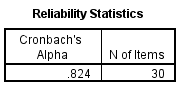 Reliability Statistics
Cronbach's
Alpha N of Items
.824 30